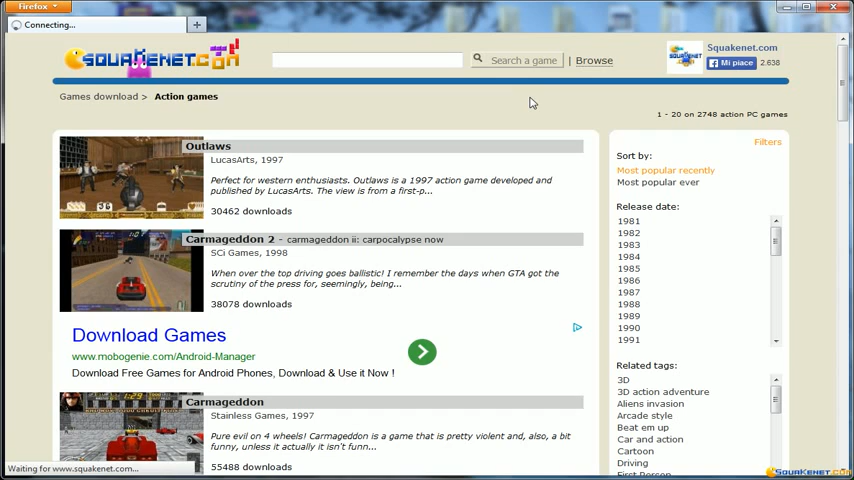 Firefox
Connecting...
SQUAKENET.COM
Search a game | Browse
Squakenet.com
Mi piace 2.638
Games download > Action games
1 - 20 on 2748 action PC games
Outlaws
LucasArts, 1997
Perfect for western enthusiasts. Outlaws is a 1997 action game developed and
published by LucasArts. The view is from a first-p...
30462 downloads
Carmageddon 2 - carmageddon ii: carpocalypse now
SCi Games, 1998
When over the top driving goes ballistic! I remember the days when GTA got the
scrutiny of the press for, seemingly, being...
38078 downloads
Download Games
www.mobogenie.com/Android-Manager
Download Free Games for Android Phones, Download & Use it Now !
Carmageddon
Stainless Games, 1997
Pure evil on 4 wheels! Carmageddon is a game that is pretty violent and, also, a bit
funny, unless it actually it isn't funn...
55488 downloads
Filters
Sort by:
Most popular recently
Most popular ever
Release date:
1981
1982
1983
1984
1985
1986
1987
1988
1989
1990
1991
Related tags:
3D
3D action adventure
Aliens invasion
Arcade style
Beat em up
Car and action
Cartoon
Driving
First Person
Waiting for www.squakenet.com...
SQUAKENET.COM